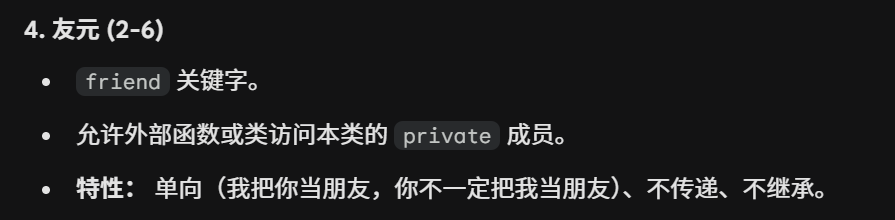 4. 友元 (2-6)
• friend 关键字。
• 允许外部函数或类访问本类的 private 成员。
• 特性： 单向（我把你当朋友，你不一定把我当朋友）、不传递、不继承。